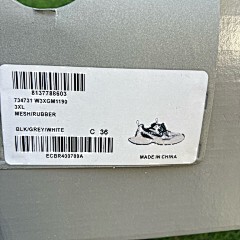 8137788603
734731 W3XGM1190
3XL
MESH/RUBBER
BLK/GREY/WHITE C 36
ECBR400709A MADE IN CHINA